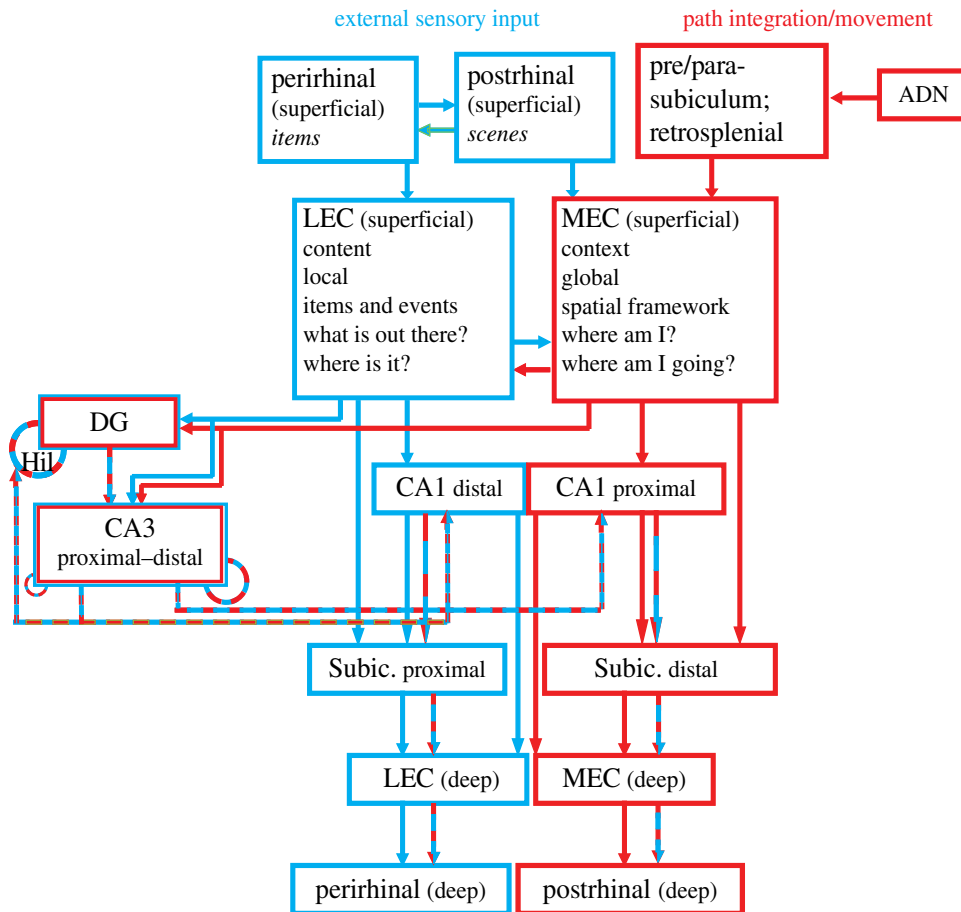 external sensory input
path integration/movement
perirhinal
(superficial)
items
postrhinal
(superficial)
scenes
pre/para-
subiculum;
retrosplenial
ADN
LEC (superficial)
content
local
items and events
what is out there?
where is it?
MEC (superficial)
context
global
spatial framework
where am I?
where am I going?
DG
Hil
CA3
proximal–distal
CA1 distal
CA1 proximal
Subic. proximal
Subic. distal
LEC (deep)
MEC (deep)
perirhinal (deep)
postrhinal (deep)